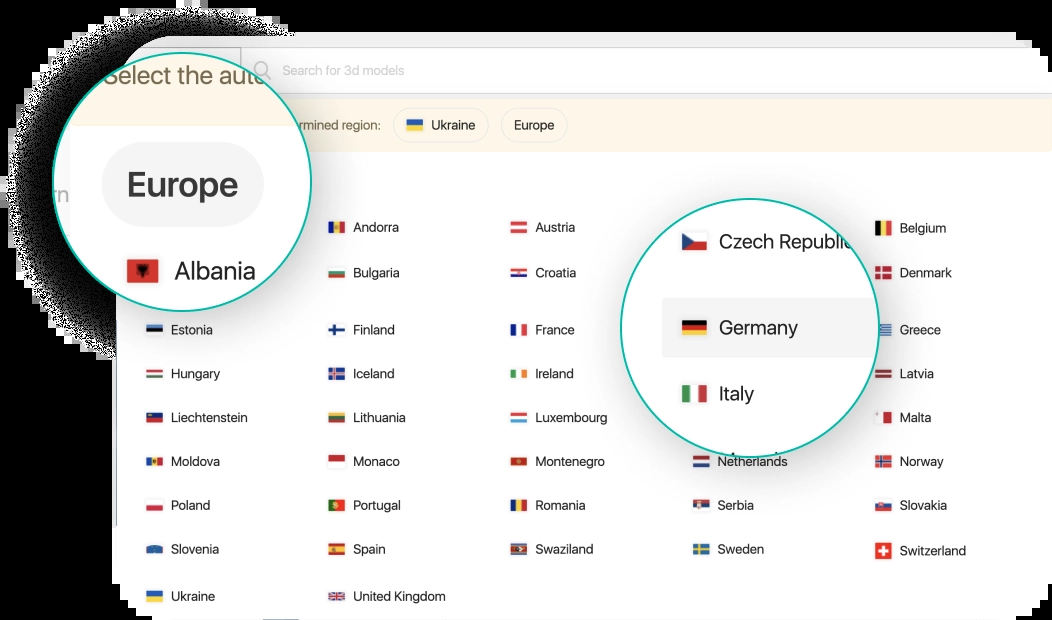 Search for 3d models
Select the auto
rmined region:
Ukraine
Europe
Europe
rn
Albania
Andorra
Austria
Czech Republic
Belgium
Bulgaria
Croatia
Denmark
Estonia
Finland
France
Germany
Greece
Hungary
Iceland
Ireland
Italy
Latvia
Liechtenstein
Lithuania
Luxembourg
Malta
Moldova
Monaco
Montenegro
Netherlands
Norway
Poland
Portugal
Romania
Serbia
Slovakia
Slovenia
Spain
Swaziland
Sweden
Switzerland
Ukraine
United Kingdom